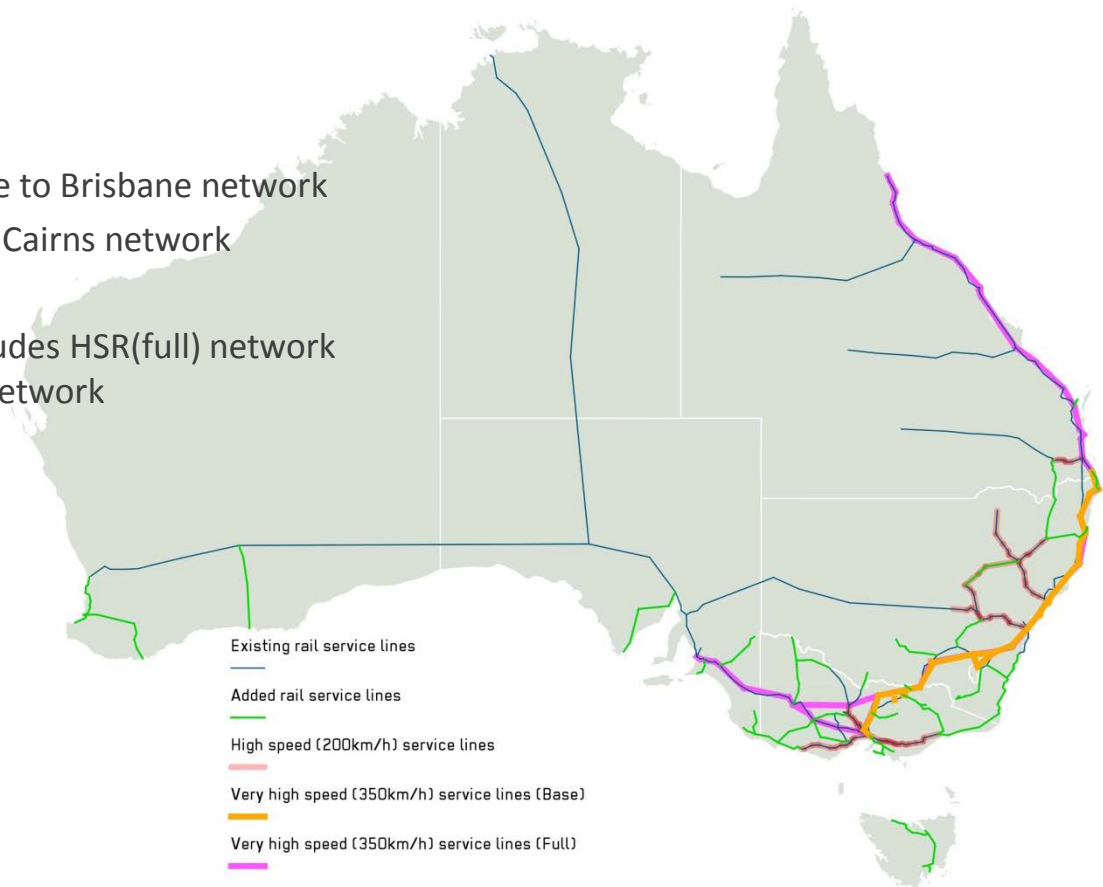 e to Brisbane network
Cairns network
udes HSR(full) network
etwork
Existing rail service lines
Added rail service lines
High speed (200km/h) service lines
Very high speed (350km/h) service lines (Base)
Very high speed (350km/h) service lines (Full)